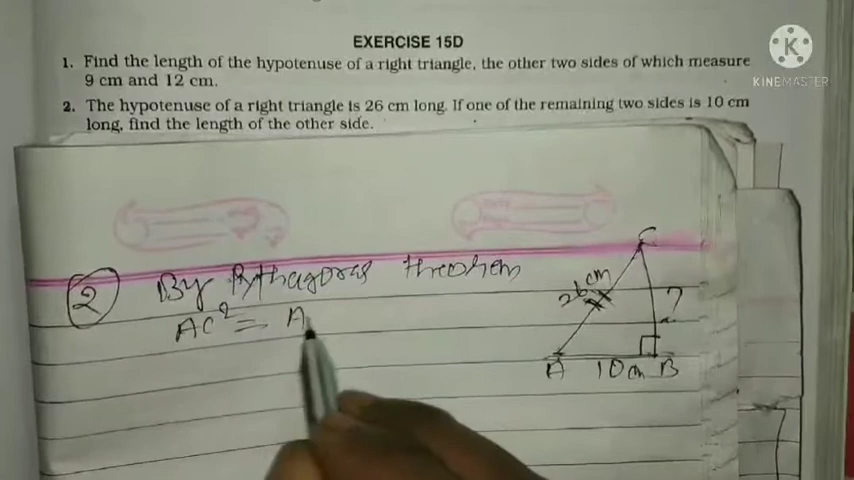 EXERCISE 15D
1. Find the length of the hypotenuse of a right triangle, the other two sides of which measure
9 cm and 12 cm.
2. The hypotenuse of a right triangle is 26 cm long. If one of the remaining two sides is 10 cm
long, find the length of the other side.
K
KINEMASTER
2 By Pythagoras theohem
AC² = A
C
26 cm
?
A 10cm B